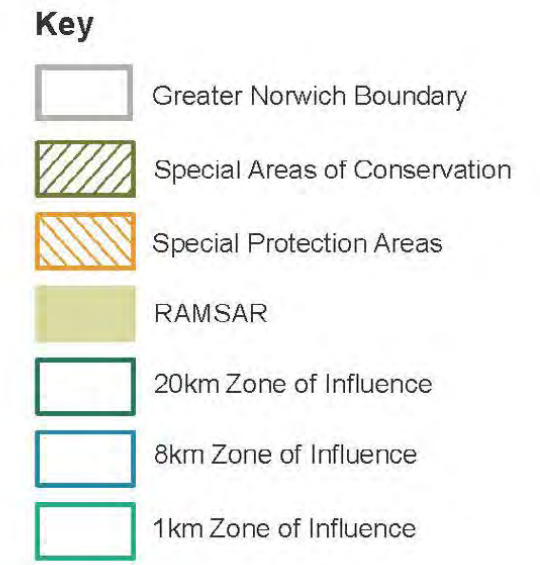 Key
Greater Norwich Boundary
Special Areas of Conservation
Special Protection Areas
RAMSAR
20km Zone of Influence
8km Zone of Influence
1km Zone of Influence